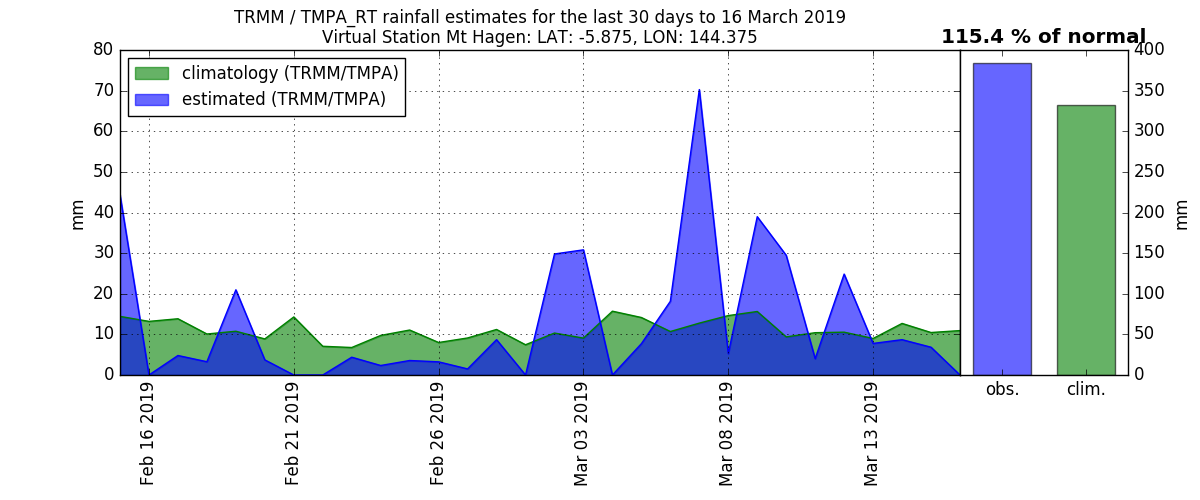 TRMM / TMPA_RT rainfall estimates for the last 30 days to 16 March 2019
Virtual Station Mt Hagen: LAT: -5.875, LON: 144.375
115.4 % of normal
climatology (TRMM/TMPA)
estimated (TRMM/TMPA)
80
70
60
50
40
30
20
10
0
mm
Feb 16 2019
Feb 21 2019
Feb 26 2019
Mar 03 2019
Mar 08 2019
Mar 13 2019
400
350
300
250
200
150
100
50
0
mm
obs.
clim.